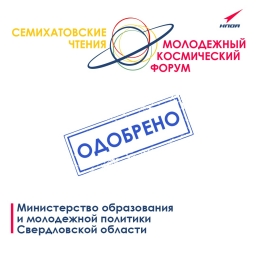 НПОА
СЕМИХАТОВСКИЕ
ЧТЕНИЯ
МОЛОДЕЖНЫЙ
КОСМИЧЕСКИЙ
ФОРУМ
ОДОБРЕНО
Министерство образования
и молодежной политики
Свердловской области